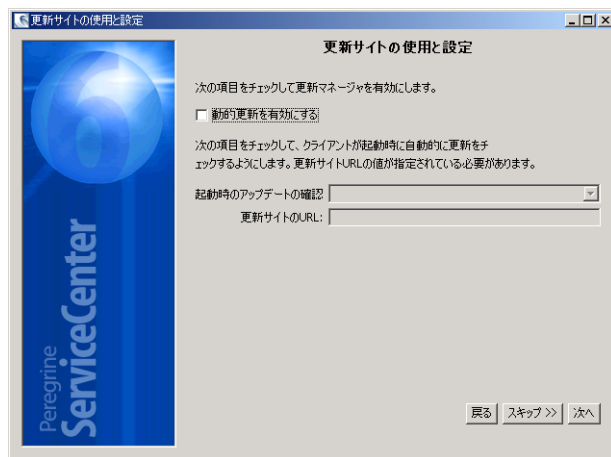 更新サイトの使用と設定
更新サイトの使用と設定
次の項目をチェックして更新マネージャを有効にします。
動的更新を有効にする
次の項目をチェックして、クライアントが起動時に自動的に更新をチ
ェックするようにします。更新サイトURLの値が指定されている必要があります。
起動時のアップデートの確認
更新サイトのURL:
6
Peregrine
ServiceCenter
戻る
スキップ >>
次へ